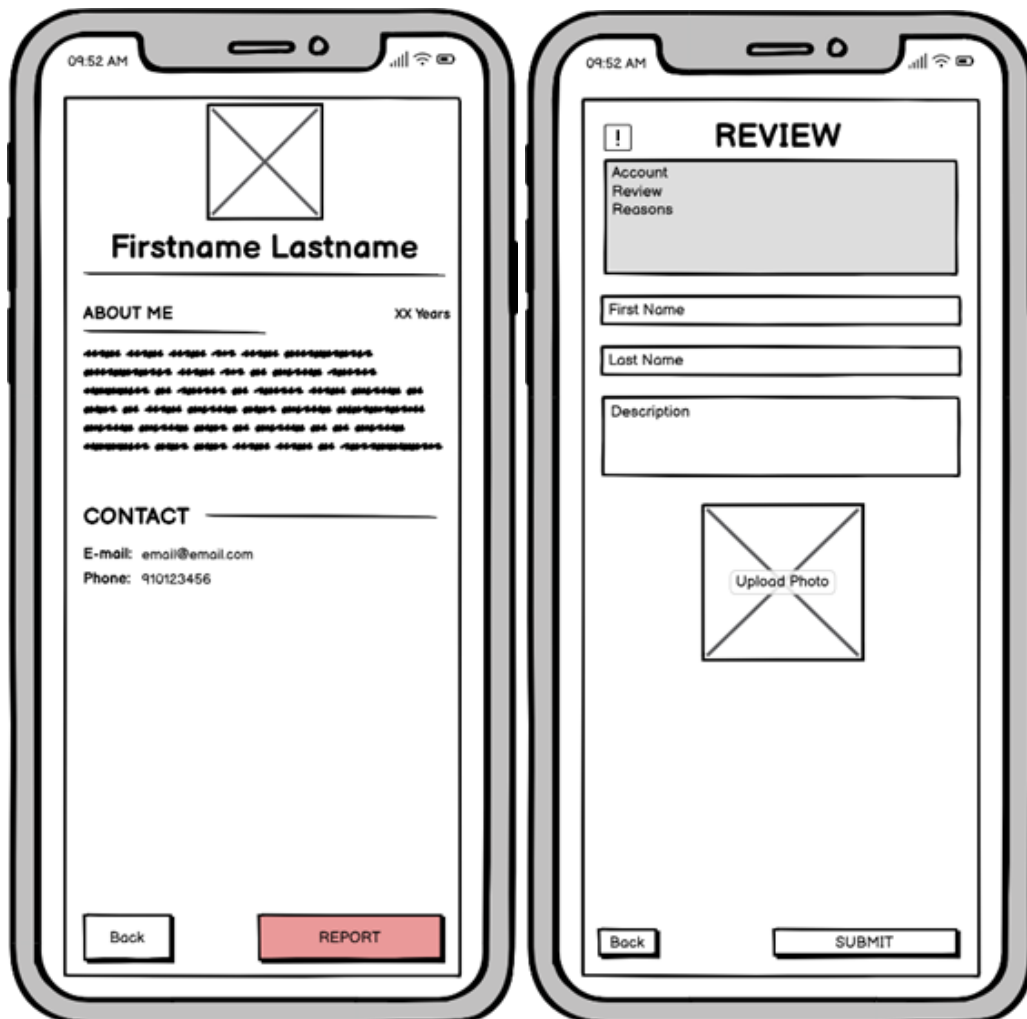 09:52 AM
Firstname Lastname
ABOUT ME
XX Years
CONTACT
E-mail: email@email.com
Phone: 910123456
Back
REPORT
09:52 AM
!
REVIEW
Account
Review
Reasons
First Name
Last Name
Description
Upload Photo
Back
SUBMIT